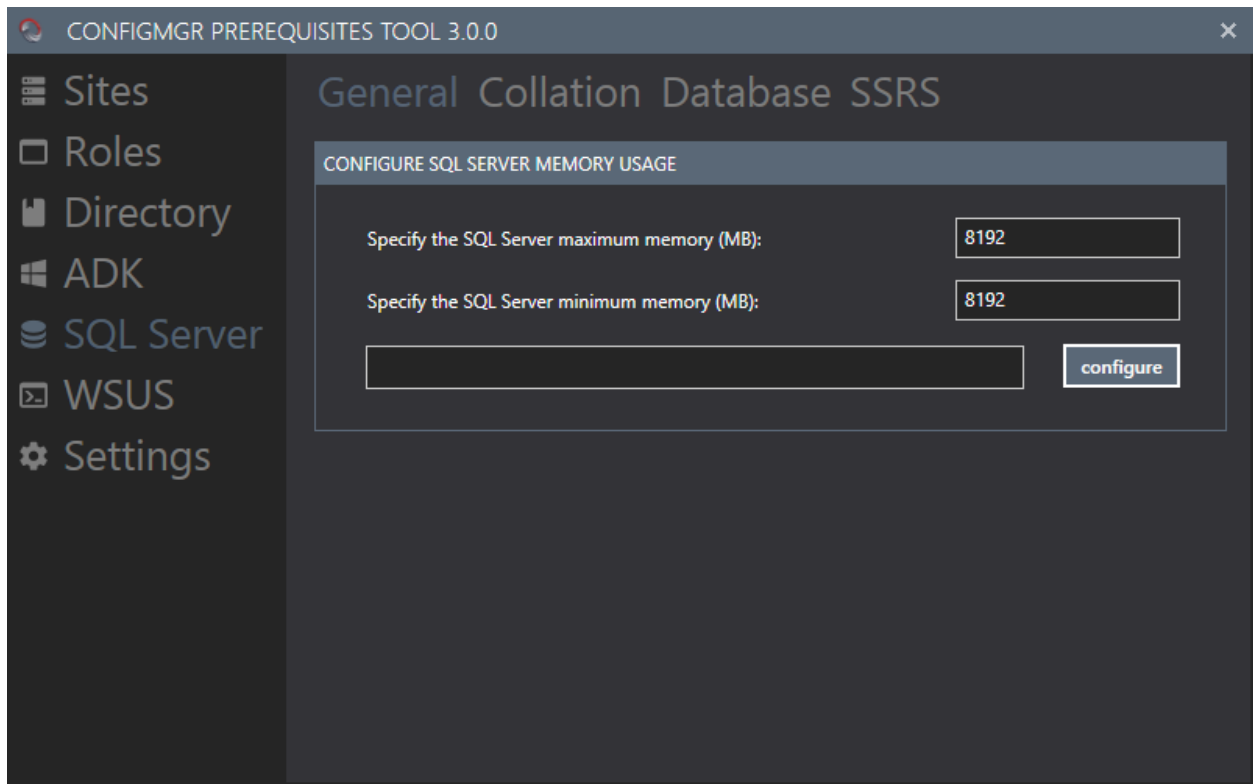 CONFIGMGR PREREQUISITES TOOL 3.0.0
Sites
Roles
Directory
ADK
SQL Server
WSUS
Settings
General Collation Database SSRS
CONFIGURE SQL SERVER MEMORY USAGE
Specify the SQL Server maximum memory (MB): 8192
Specify the SQL Server minimum memory (MB): 8192
configure